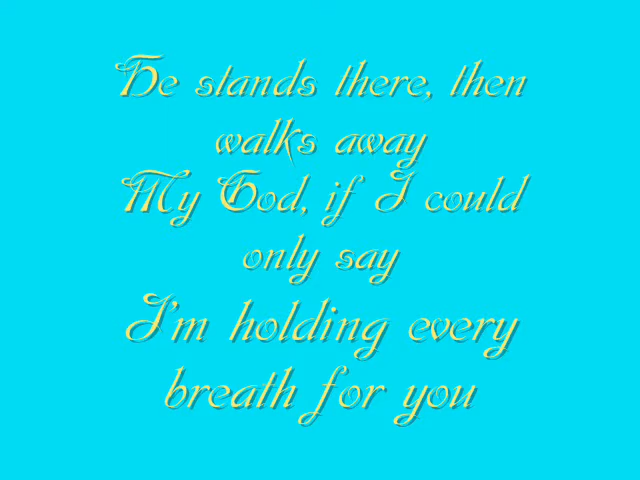 He stands there, then
walks away
My God, if I could
only say
I'm holding every
breath for you